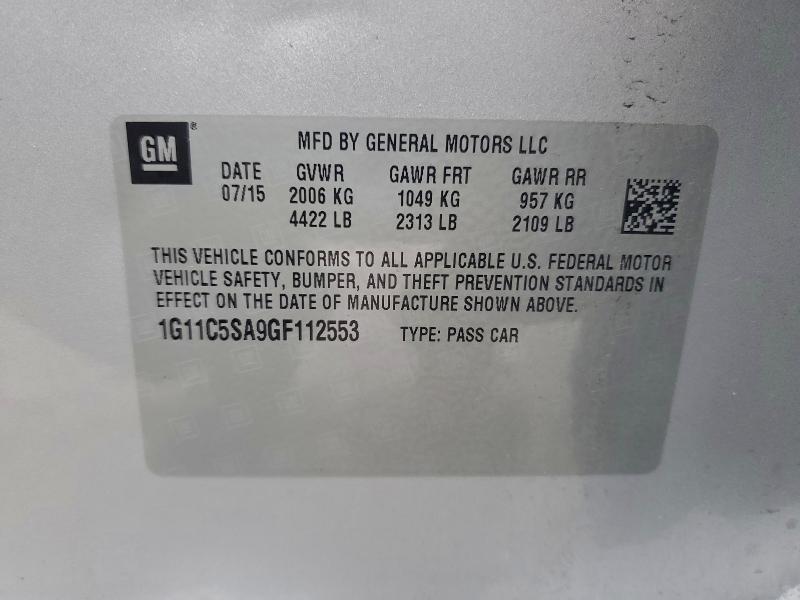 GM®
MFD BY GENERAL MOTORS LLC
DATE GVWR GAWR FRT GAWR RR
07/15 2006 KG 1049 KG 957 KG
4422 LB 2313 LB 2109 LB
THIS VEHICLE CONFORMS TO ALL APPLICABLE U.S. FEDERAL MOTOR
VEHICLE SAFETY, BUMPER, AND THEFT PREVENTION STANDARDS IN
EFFECT ON THE DATE OF MANUFACTURE SHOWN ABOVE.
1G11C5SA9GF112553 TYPE: PASS CAR